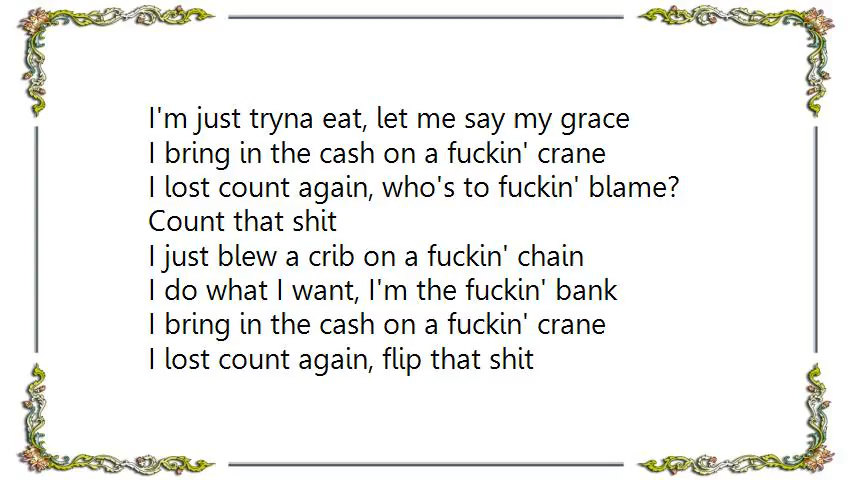 I'm just tryna eat, let me say my grace
I bring in the cash on a fuckin' crane
I lost count again, who's to fuckin' blame?
Count that shit
I just blew a crib on a fuckin' chain
I do what I want, I'm the fuckin' bank
I bring in the cash on a fuckin' crane
I lost count again, flip that shit